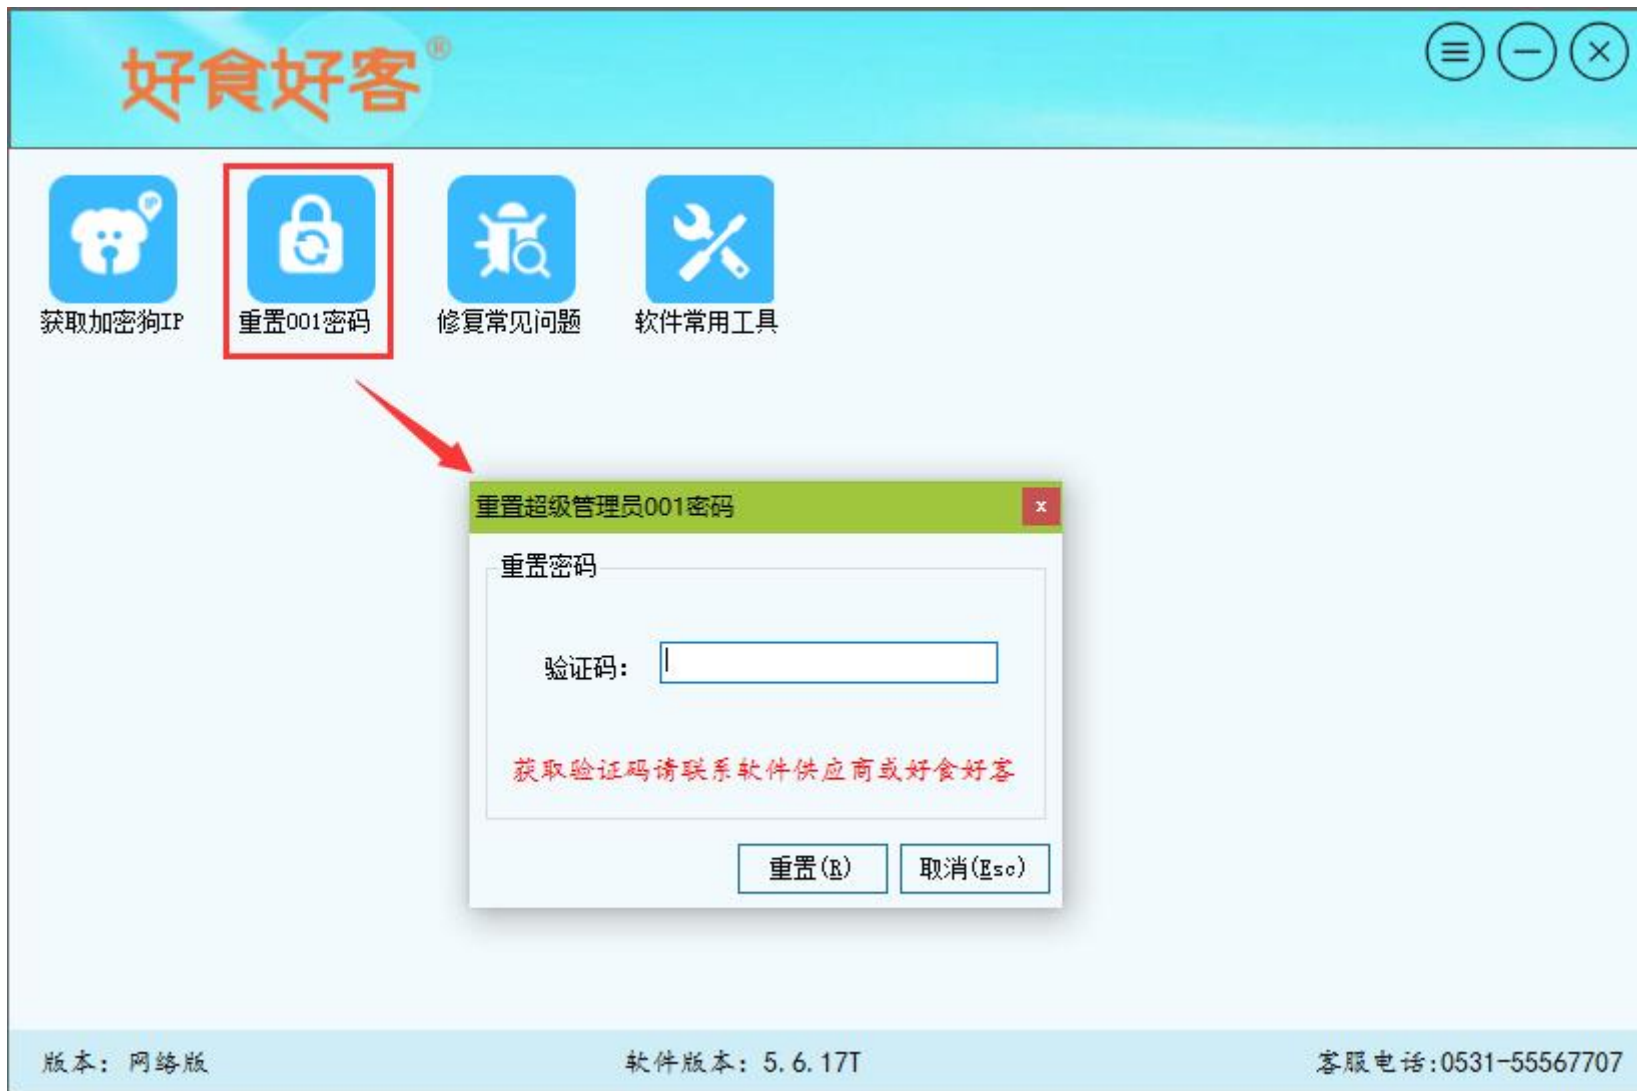 好食好客®
IP
获取加密狗IP
重置001密码
修复常见问题
软件常用工具
重置超级管理员001密码
x
重置密码
验证码：
获取验证码请联系软件供应商或好食好客
重置(R)
取消(Esc)
版本：网络版
软件版本：5.6.17T
客服电话:0531-55567707